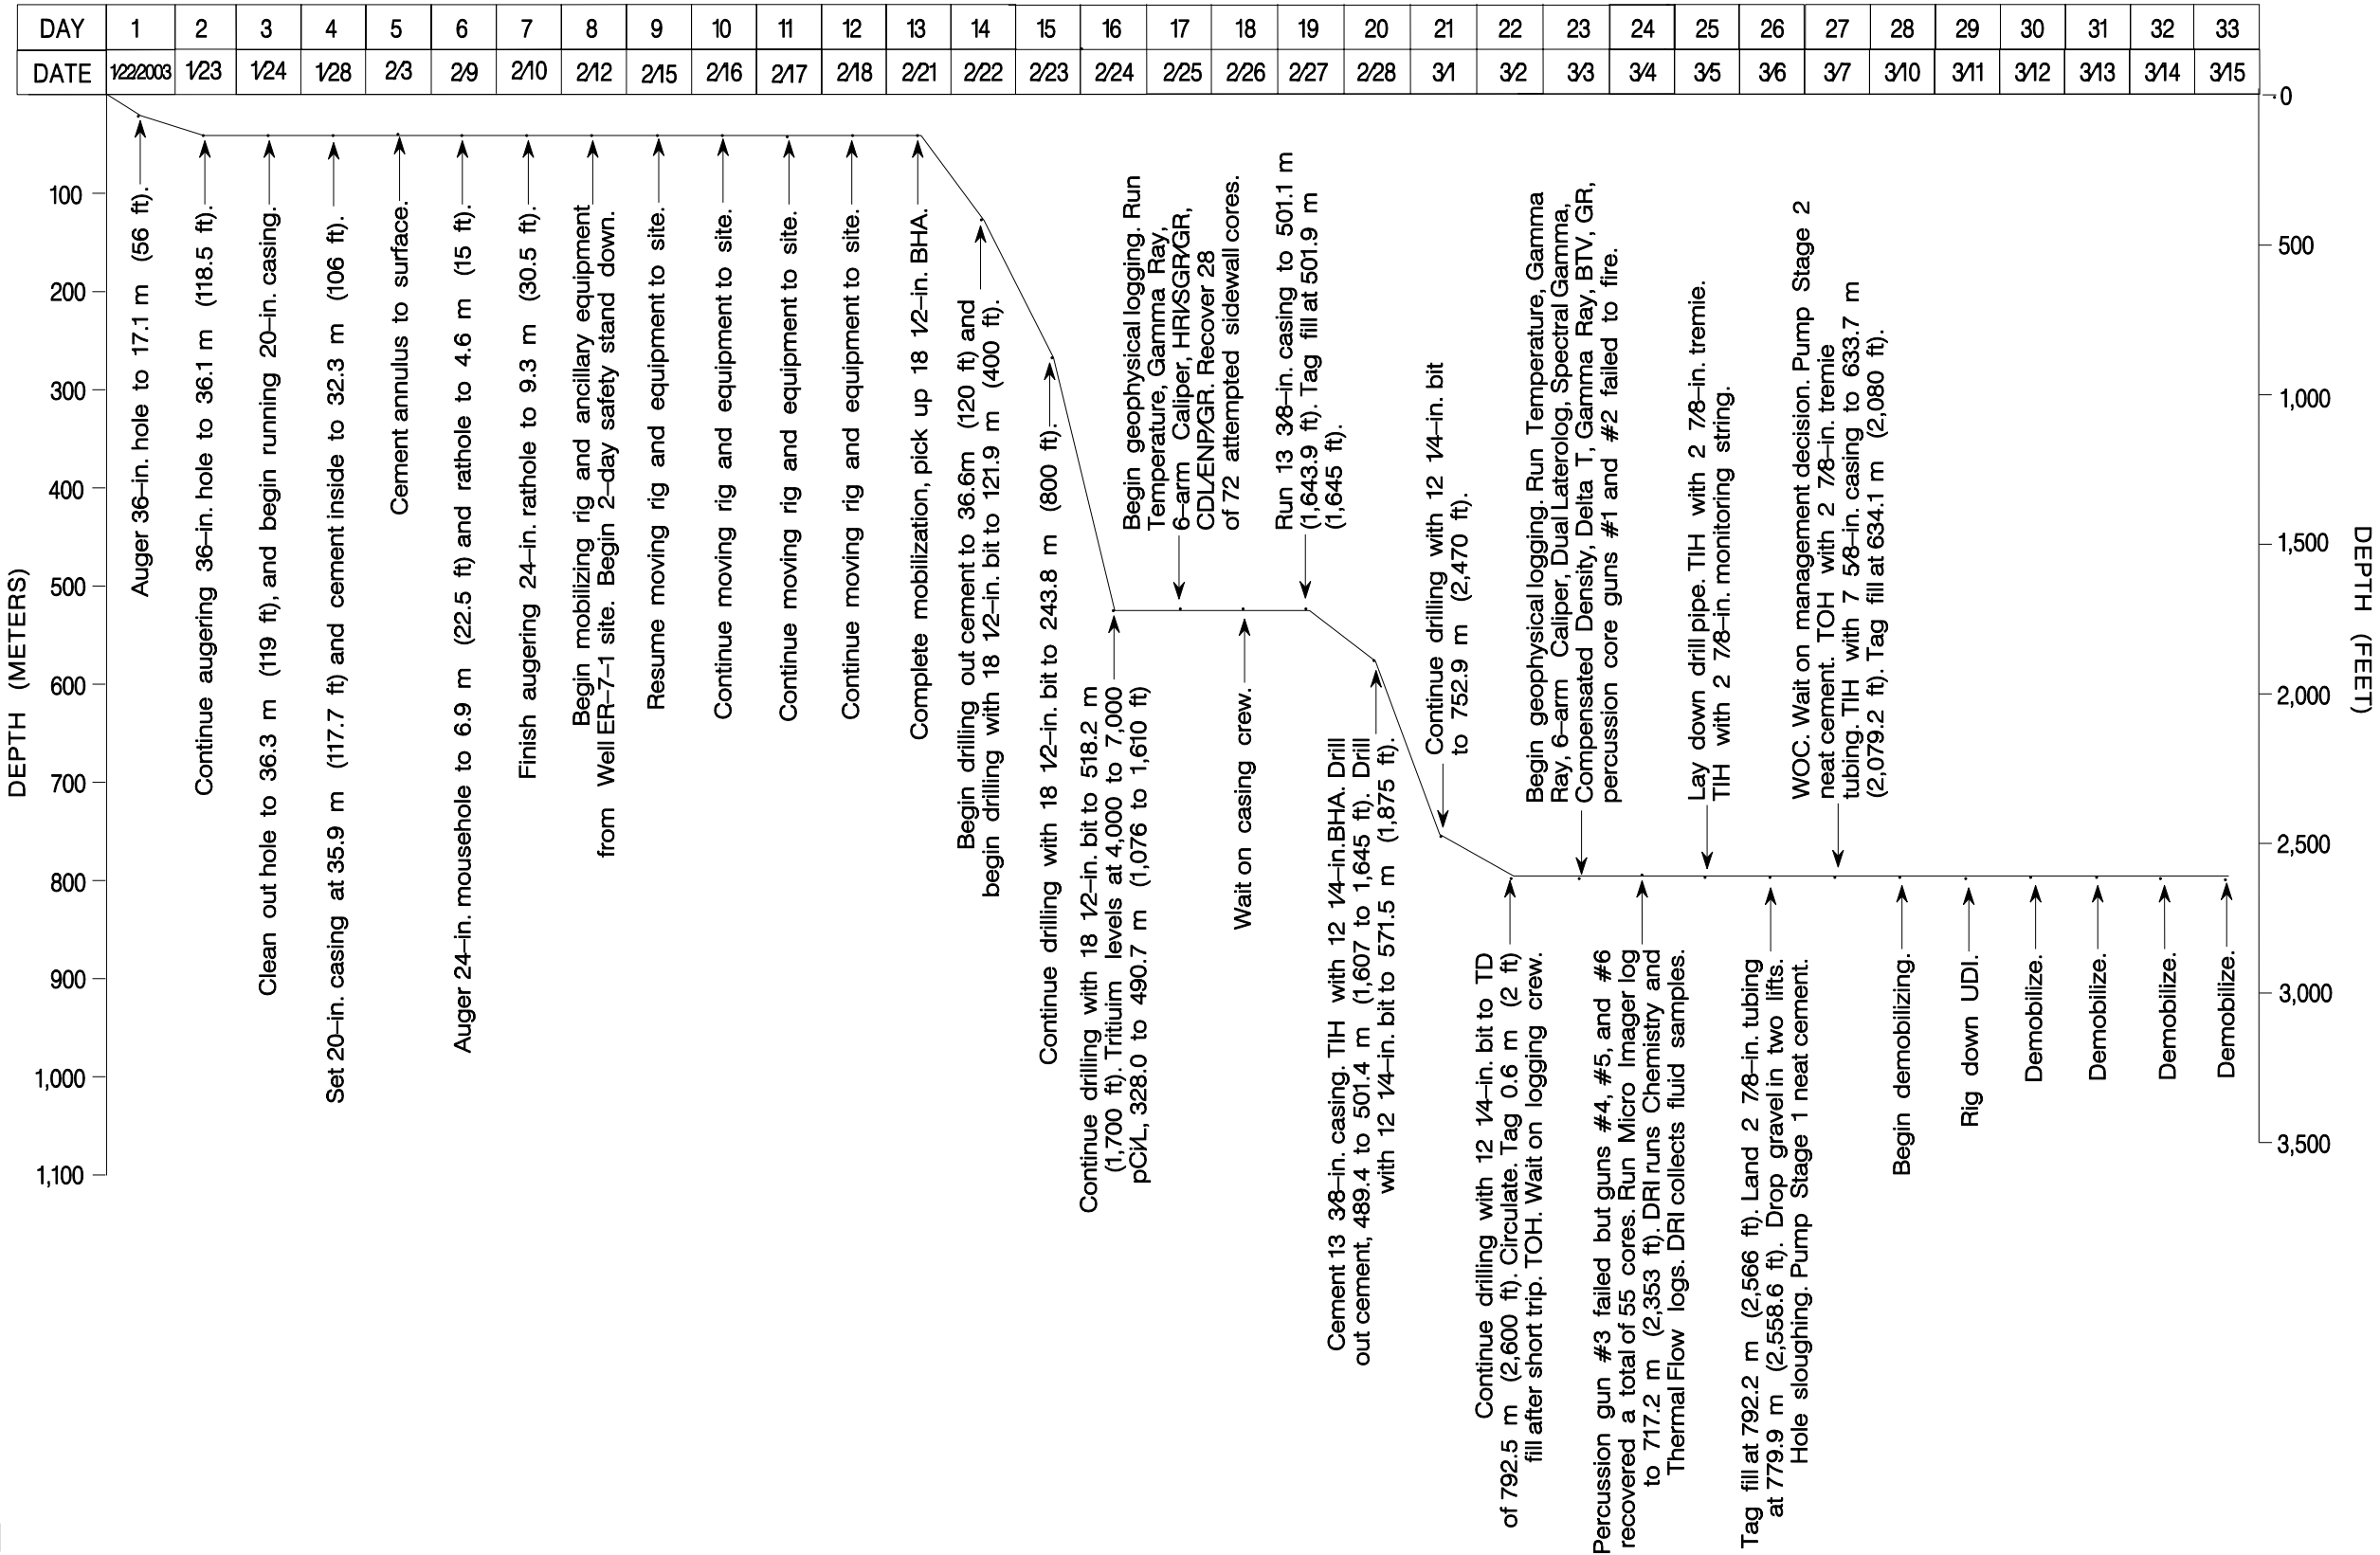 DAY 1 2 3 4 5 6 7 8 9 10 11 12 13 14 15 16 17 18 19 20 21 22 23 24 25 26 27 28 29 30 31 32 33
DATE 1/22/2003 1/23 1/24 1/28 2/3 2/9 2/10 2/12 2/15 2/16 2/17 2/18 2/21 2/22 2/23 2/24 2/25 2/26 2/27 2/28 3/1 3/2 3/3 3/4 3/5 3/6 3/7 3/10 3/11 3/12 3/13 3/14 3/15
DEPTH (METERS)
100
200
300
400
500
600
700
800
900
1,000
1,100
Auger 36–in. hole to 17.1 m (56 ft).
Continue augering 36–in. hole to 36.1 m (118.5 ft).
Clean out hole to 36.3 m (119 ft), and begin running 20–in. casing.
Set 20–in. casing at 35.9 m (117.7 ft) and cement inside to 32.3 m (106 ft).
Cement annulus to surface.
Auger 24–in. mousehole to 6.9 m (22.5 ft) and rathole to 4.6 m (15 ft).
Finish augering 24–in. rathole to 9.3 m (30.5 ft).
Begin mobilizing rig and ancillary equipment
from Well ER–7–1 site. Begin 2–day safety stand down.
Resume moving rig and equipment to site.
Continue moving rig and equipment to site.
Continue moving rig and equipment to site.
Continue moving rig and equipment to site.
Complete mobilization, pick up 18 1/2–in. BHA.
Begin drilling out cement to 36.6m (120 ft) and
begin drilling with 18 1/2–in. bit to 121.9 m (400 ft).
Continue drilling with 18 1/2–in. bit to 243.8 m (800 ft).
Continue drilling with 18 1/2–in. bit to 518.2 m
(1,700 ft). Tritium levels at 4,000 to 7,000
pCi/L, 328.0 to 490.7 m (1,076 to 1,610 ft)
Begin geophysical logging. Run
Temperature, Gamma Ray,
6–arm Caliper, HRI/SGR/GR,
CDL/ENP/GR. Recover 28
of 72 attempted sidewall cores.
Wait on casing crew.
Run 13 3/8–in. casing to 501.1 m
(1,643.9 ft). Tag fill at 501.9 m
(1,645 ft).
Cement 13 3/8–in. casing. TIH with 12 1/4–in.BHA. Drill
out cement, 489.4 to 501.4 m (1,607 to 1,645 ft). Drill
with 12 1/4–in. bit to 571.5 m (1,875 ft).
Continue drilling with 12 1/4–in. bit
to 752.9 m (2,470 ft).
Continue drilling with 12 1/4–in. bit to TD
of 792.5 m (2,600 ft). Circulate. Tag 0.6 m (2 ft)
fill after short trip. TOH. Wait on logging crew.
Begin geophysical logging. Run Temperature, Gamma
Ray, 6–arm Caliper, Dual Laterolog, Spectral Gamma,
Compensated Density, Delta T, Gamma Ray, BTV, GR,
percussion core guns #1 and #2 failed to fire.
Percussion gun #3 failed but guns #4, #5, and #6
recovered a total of 55 cores. Run Micro Imager log
to 717.2 m (2,353 ft). DRI runs Chemistry and
Thermal Flow logs. DRI collects fluid samples.
Lay down drill pipe. TIH with 2 7/8–in. tremie.
TIH with 2 7/8–in. monitoring string.
Tag fill at 792.2 m (2,566 ft). Land 2 7/8–in. tubing
at 779.9 m (2,558.6 ft). Drop gravel in two lifts.
Hole sloughing. Pump Stage 1 neat cement.
WOC. Wait on management decision. Pump Stage 2
neat cement. TOH with 2 7/8–in. tremie
tubing. TIH with 7 5/8–in. casing to 633.7 m
(2,079.2 ft). Tag fill at 634.1 m (2,080 ft).
Begin demobilizing.
Rig down UDI.
Demobilize.
Demobilize.
Demobilize.
Demobilize.
0
500
1,000
1,500
2,000
2,500
3,000
3,500
DEPTH (FEET)